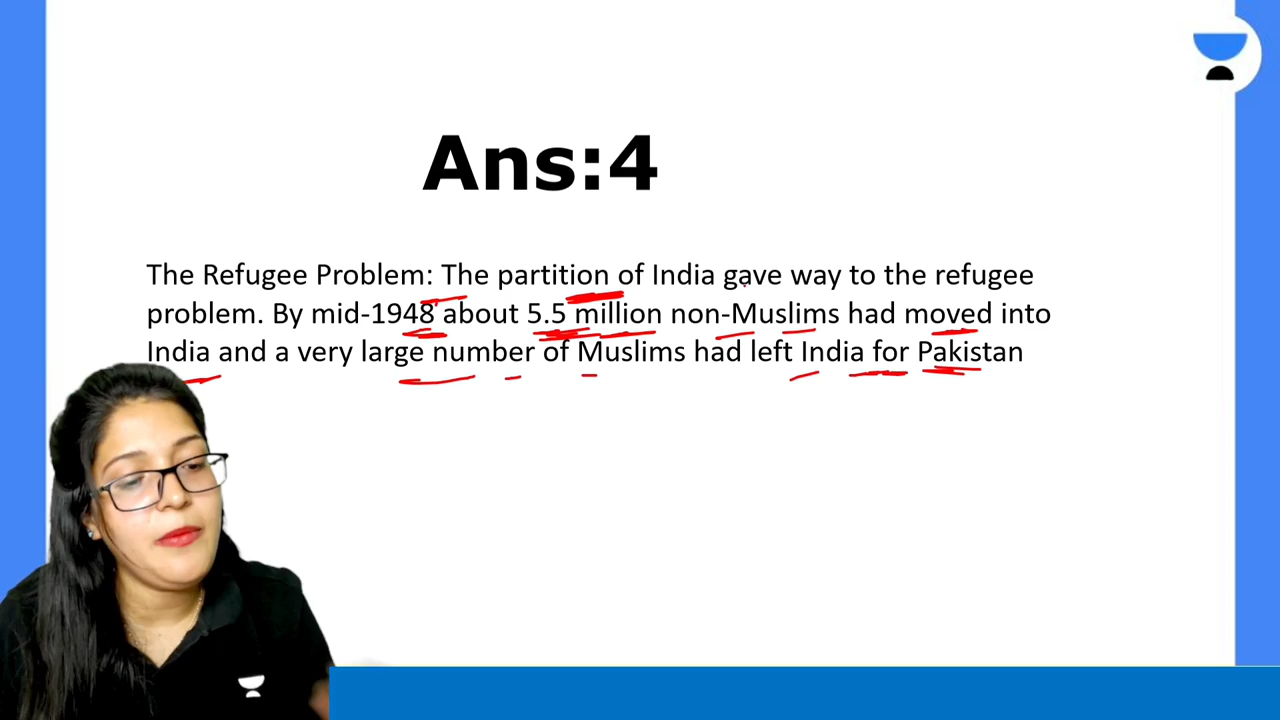 Ans:4
The Refugee Problem: The partition of India gave way to the refugee
problem. By mid-1948 about 5.5 million non-Muslims had moved into
India and a very large number of Muslims had left India for Pakistan